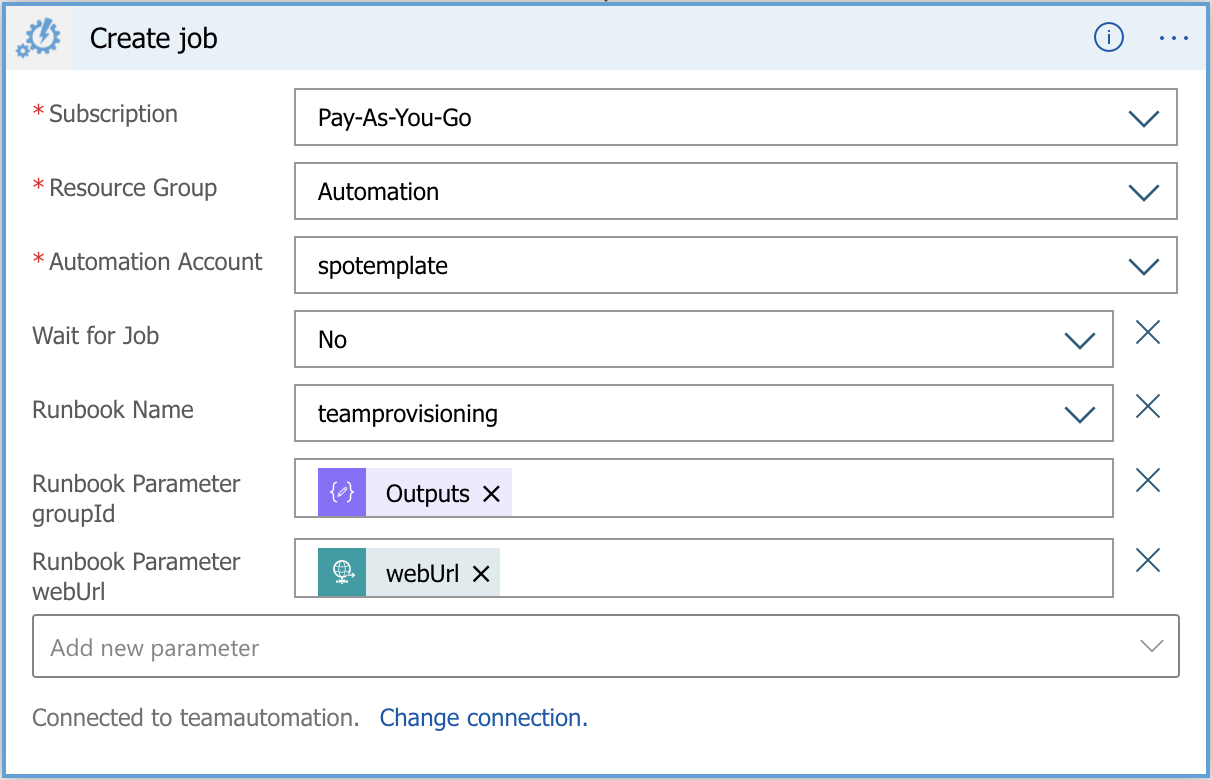 Create job
* Subscription
Pay-As-You-Go
* Resource Group
Automation
* Automation Account
spotemplate
Wait for Job
No
Runbook Name
teamprovisioning
Runbook Parameter
groupId
Outputs
Runbook Parameter
webUrl
webUrl
Add new parameter
Connected to teamautomation. Change connection.